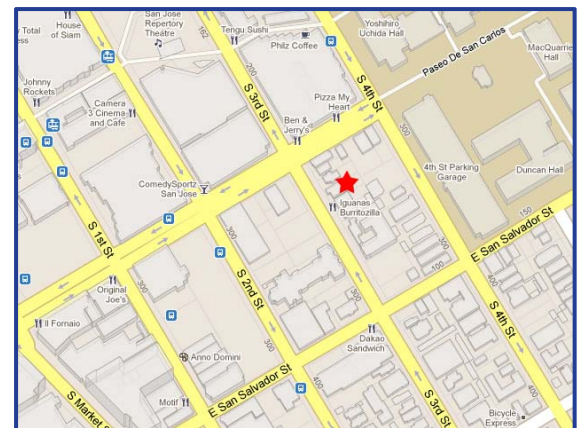 House
of Siam
San Jose
Repertory
Theatre
162
Tengu Sushi
Philz Coffee
Yoshihiro
Uchida Hall
Paseo De San Carlos
MacQuarrie
Hall
Johnny
Rockets
Camera
3 Cinema
and Cafe
200
S 3rd St
S 4th St
Pizza My
Heart
Ben &
Jerry's
300
4th St Parking
Garage
Duncan Hall
ComedySportz
San Jose
Iguanas
Burritozilla
150
E San Salvador St
S 1st St
300
300
300
100
Original
Joe's
300
S 2nd St
S 4th St
Il Fornaio
Anno Domini
300
Dakao
Sandwich
400
E San Salvador St
400
400
S Market
Motif
S 3rd St
Bicycle
Express